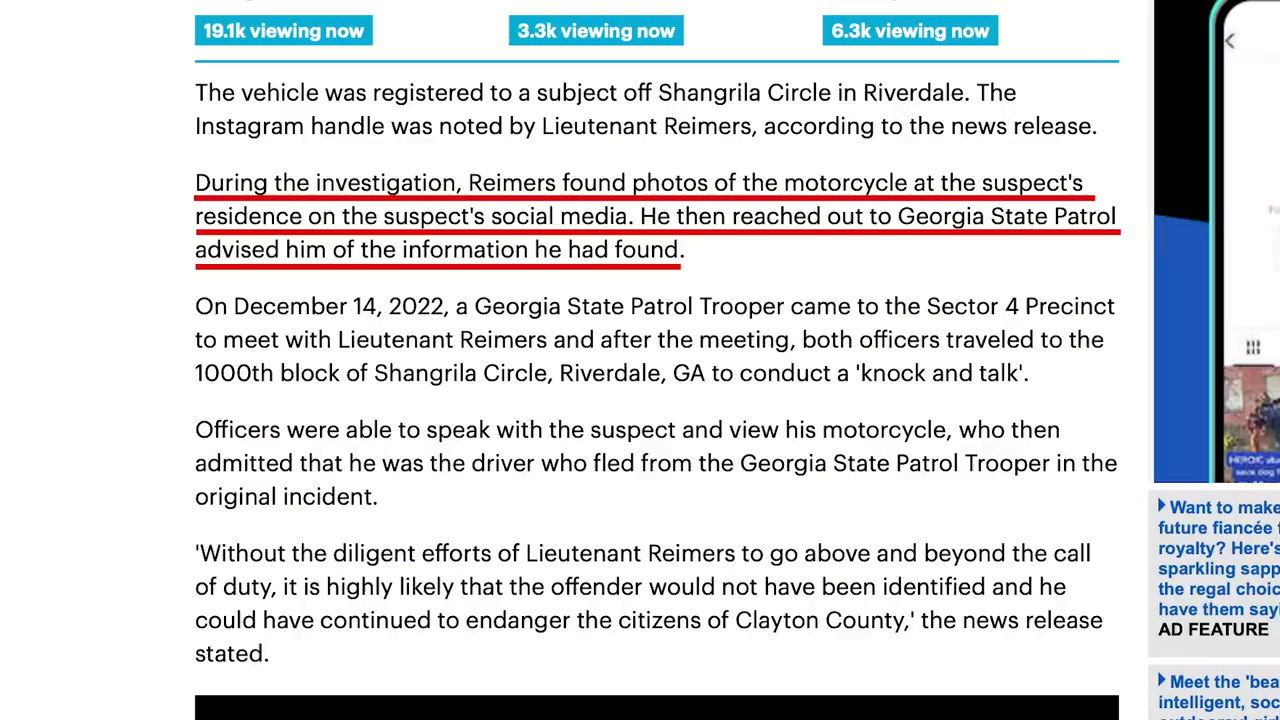 19.1k viewing now
3.3k viewing now
6.3k viewing now
The vehicle was registered to a subject off Shangrila Circle in Riverdale. The
Instagram handle was noted by Lieutenant Reimers, according to the news release.
During the investigation, Reimers found photos of the motorcycle at the suspect's
residence on the suspect's social media. He then reached out to Georgia State Patrol
advised him of the information he had found.
On December 14, 2022, a Georgia State Patrol Trooper came to the Sector 4 Precinct
to meet with Lieutenant Reimers and after the meeting, both officers traveled to the
1000th block of Shangrila Circle, Riverdale, GA to conduct a 'knock and talk'.
Officers were able to speak with the suspect and view his motorcycle, who then
admitted that he was the driver who fled from the Georgia State Patrol Trooper in the
original incident.
'Without the diligent efforts of Lieutenant Reimers to go above and beyond the call
of duty, it is highly likely that the offender would not have been identified and he
could have continued to endanger the citizens of Clayton County,' the news release
stated.
Want to make
future fiancée
royalty? Here's
sparkling sapp
the regal choic
have them sayi
AD FEATURE
Meet the 'bea
intelligent, soc